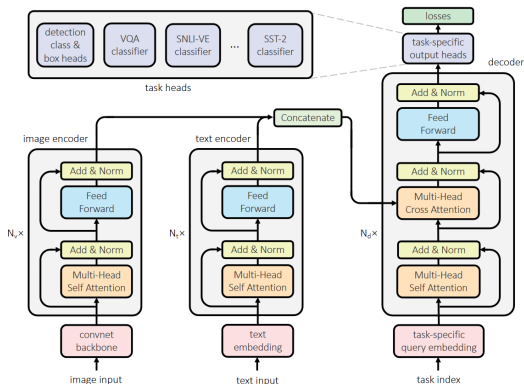 losses
detection
class &
box heads
VQA
classifier
SNLI-VE
classifier
...
SST-2
classifier
task heads
task-specific
output heads
decoder
Add & Norm
Feed
Forward
Add & Norm
Multi-Head
Cross Attention
Add & Norm
Multi-Head
Self Attention
Nd×
task-specific
query embedding
task index
Concatenate
image encoder
Add & Norm
Feed
Forward
Nv×
Add & Norm
Multi-Head
Self Attention
convnet
backbone
image input
text encoder
Add & Norm
Feed
Forward
Nt×
Add & Norm
Multi-Head
Self Attention
text
embedding
text input